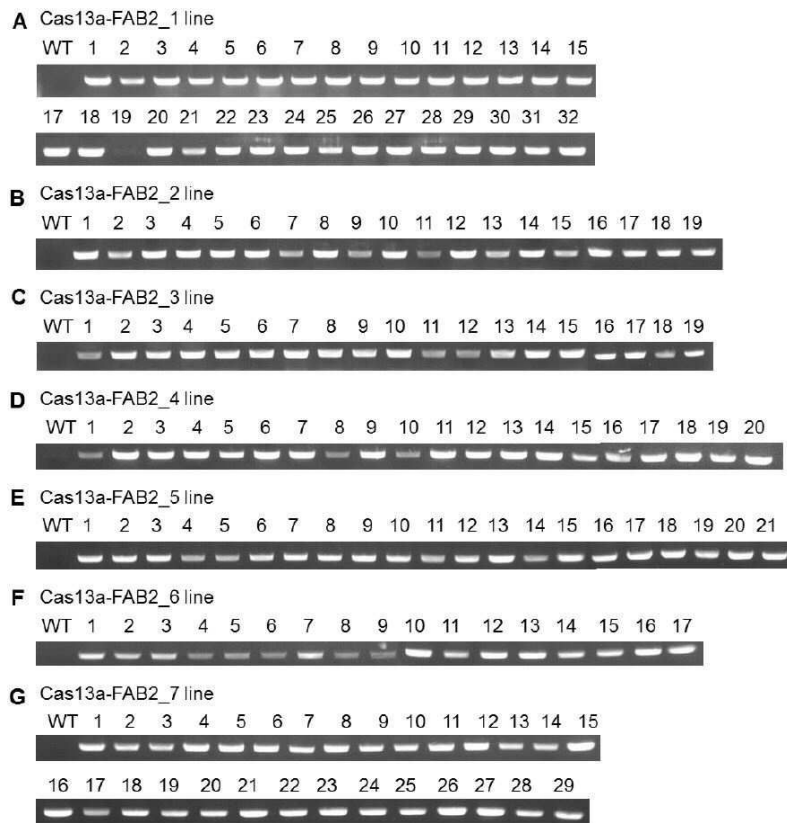 A Cas13a-FAB2_1 line
WT 1 2 3 4 5 6 7 8 9 10 11 12 13 14 15
17 18 19 20 21 22 23 24 25 26 27 28 29 30 31 32
B Cas13a-FAB2_2 line
WT 1 2 3 4 5 6 7 8 9 10 11 12 13 14 15 16 17 18 19
C Cas13a-FAB2_3 line
WT 1 2 3 4 5 6 7 8 9 10 11 12 13 14 15 16 17 18 19
D Cas13a-FAB2_4 line
WT 1 2 3 4 5 6 7 8 9 10 11 12 13 14 15 16 17 18 19 20
E Cas13a-FAB2_5 line
WT 1 2 3 4 5 6 7 8 9 10 11 12 13 14 15 16 17 18 19 20 21
F Cas13a-FAB2_6 line
WT 1 2 3 4 5 6 7 8 9 10 11 12 13 14 15 16 17
G Cas13a-FAB2_7 line
WT 1 2 3 4 5 6 7 8 9 10 11 12 13 14 15
16 17 18 19 20 21 22 23 24 25 26 27 28 29